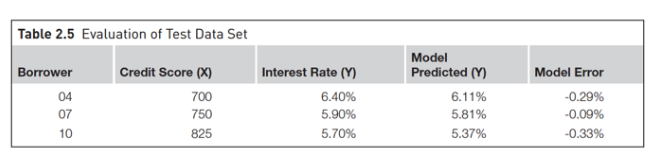 Table 2.5 Evaluation of Test Data Set
Borrower Credit Score (X) Interest Rate (Y) Model Predicted (Y) Model Error
04 700 6.40% 6.11% -0.29%
07 750 5.90% 5.81% -0.09%
10 825 5.70% 5.37% -0.33%